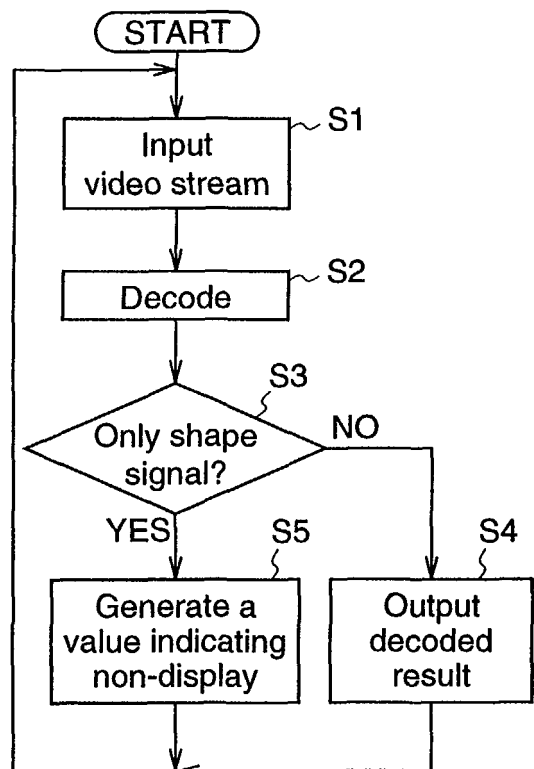 START
S1
Input
video stream
S2
Decode
S3
Only shape
signal?
NO
YES
S5
S4
Generate a
value indicating
non-display
Output
decoded
result